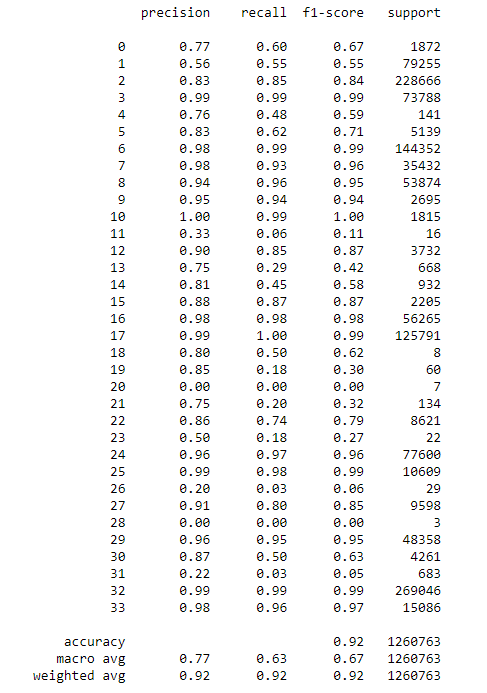 precision recall f1-score support
0 0.77 0.60 0.67 1872
1 0.56 0.55 0.55 79255
2 0.83 0.85 0.84 228666
3 0.99 0.99 0.99 73788
4 0.76 0.48 0.59 141
5 0.83 0.62 0.71 5139
6 0.98 0.99 0.99 144352
7 0.98 0.93 0.96 35432
8 0.94 0.96 0.95 53874
9 0.95 0.94 0.94 2695
10 1.00 0.99 1.00 1815
11 0.33 0.06 0.11 16
12 0.90 0.85 0.87 3732
13 0.75 0.29 0.42 668
14 0.81 0.45 0.58 932
15 0.88 0.87 0.87 2205
16 0.98 0.98 0.98 56265
17 0.99 1.00 0.99 125791
18 0.80 0.50 0.62 8
19 0.85 0.18 0.30 60
20 0.00 0.00 0.00 7
21 0.75 0.20 0.32 134
22 0.86 0.74 0.79 8621
23 0.50 0.18 0.27 22
24 0.96 0.97 0.96 77600
25 0.99 0.98 0.99 10609
26 0.20 0.03 0.06 29
27 0.91 0.80 0.85 9598
28 0.00 0.00 0.00 3
29 0.96 0.95 0.95 48358
30 0.87 0.50 0.63 4261
31 0.22 0.03 0.05 683
32 0.99 0.99 0.99 269046
33 0.98 0.96 0.97 15086
accuracy 0.92 1260763
macro avg 0.77 0.63 0.67 1260763
weighted avg 0.92 0.92 0.92 1260763